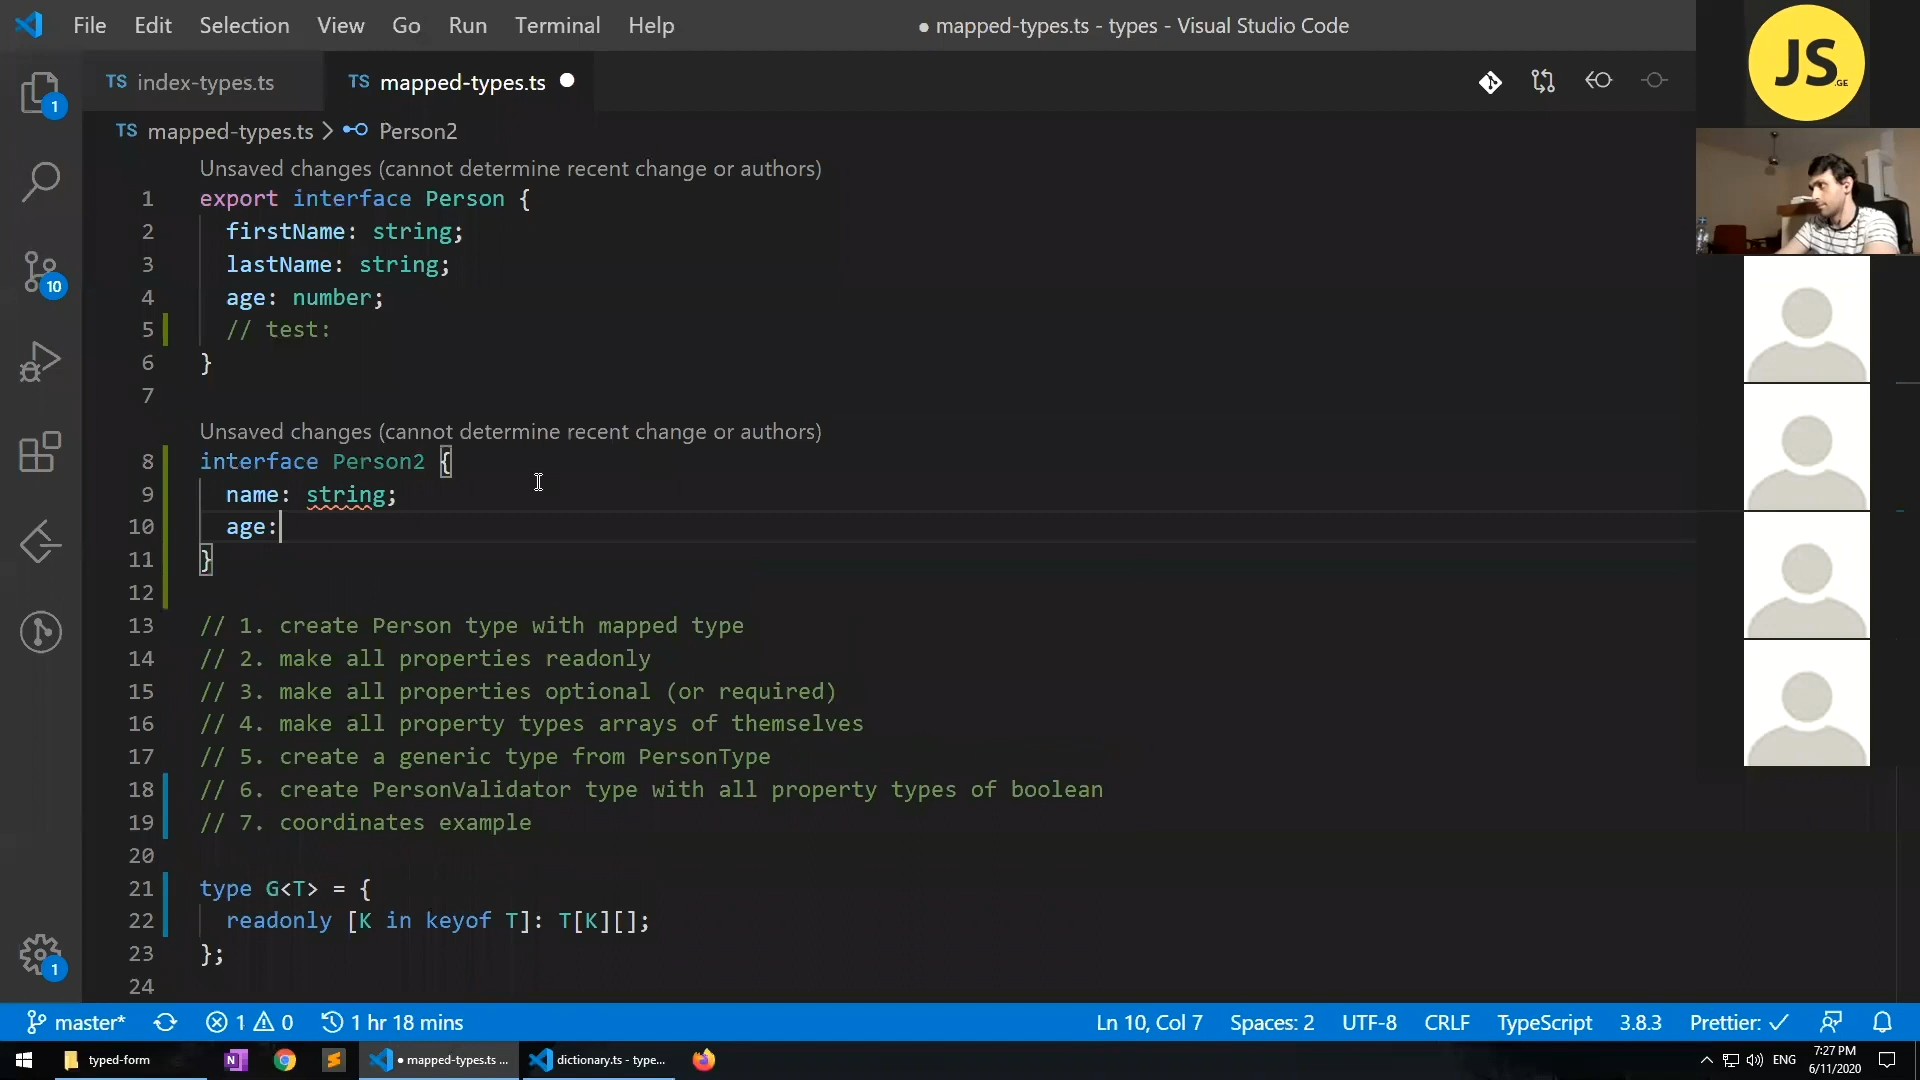 File Edit Selection View Go Run Terminal Help
● mapped-types.ts - types - Visual Studio Code
JS.GE
TS index-types.ts
TS mapped-types.ts
TS mapped-types.ts > Person2
Unsaved changes (cannot determine recent change or authors)
1 export interface Person {
2 firstName: string;
3 lastName: string;
4 age: number;
5 // test:
6 }
7
Unsaved changes (cannot determine recent change or authors)
8 interface Person2 {
9 name: string;
10 age:
11 }
12
13 // 1. create Person type with mapped type
14 // 2. make all properties readonly
15 // 3. make all properties optional (or required)
16 // 4. make all property types arrays of themselves
17 // 5. create a generic type from PersonType
18 // 6. create PersonValidator type with all property types of boolean
19 // 7. coordinates example
20
21 type G<T> = {
22 readonly [K in keyof T]: T[K][];
23 };
24
1
10
1
master* 1 0 1 hr 18 mins Ln 10, Col 7 Spaces: 2 UTF-8 CRLF TypeScript 3.8.3 Prettier: ✓
typed-form
N
S
● mapped-types.ts ...
dictionary.ts - type...
ENG
7:27 PM
6/11/2020